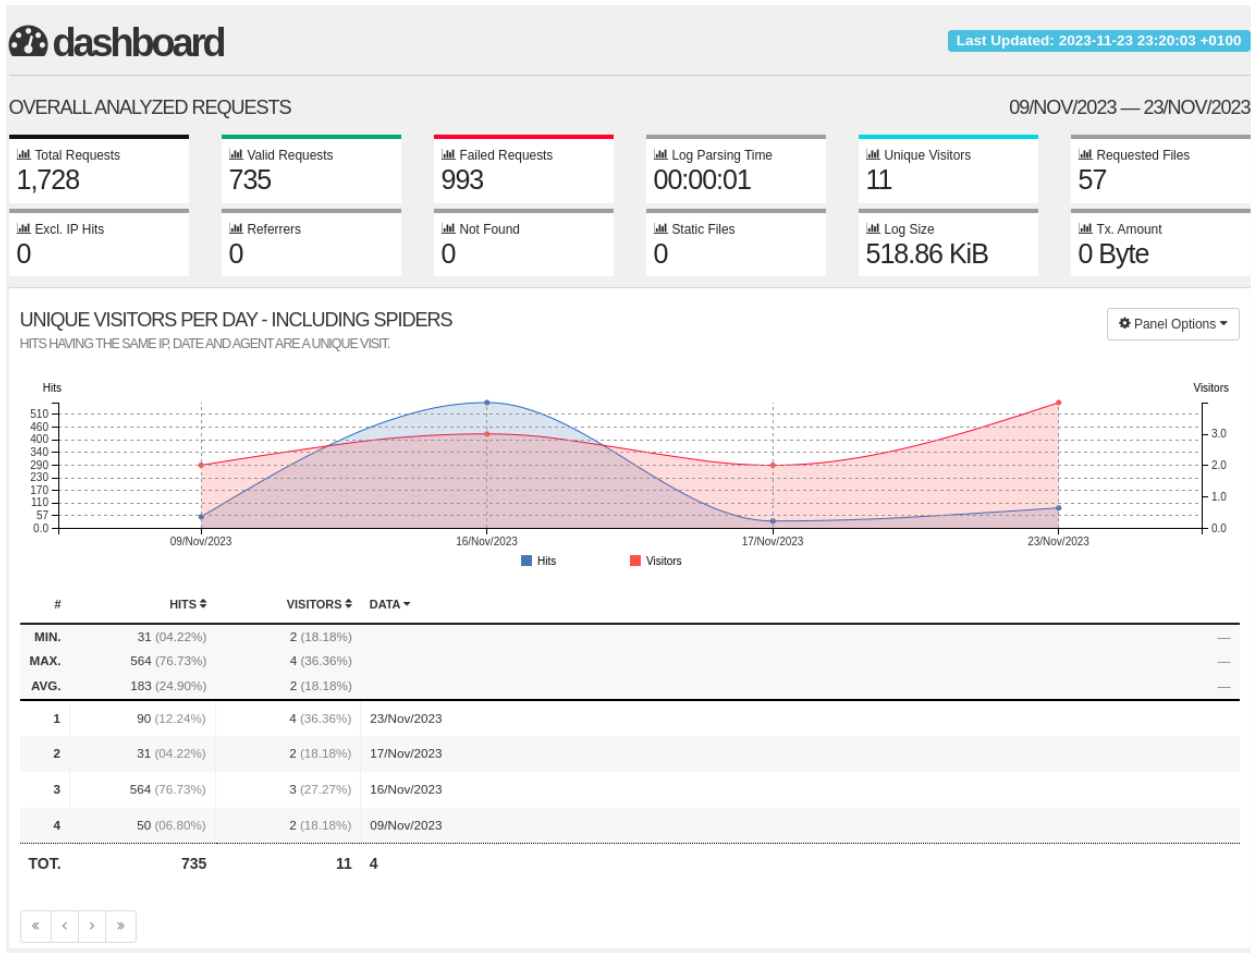 dashboard
Last Updated: 2023-11-23 23:20:03 +0100
OVERALL ANALYZED REQUESTS
09/NOV/2023 — 23/NOV/2023
Total Requests
1,728
Valid Requests
735
Failed Requests
993
Log Parsing Time
00:00:01
Unique Visitors
11
Requested Files
57
Excl. IP Hits
0
Referrers
0
Not Found
0
Static Files
0
Log Size
518.86 KiB
Tx. Amount
0 Byte
UNIQUE VISITORS PER DAY - INCLUDING SPIDERS
Panel Options
HITS HAVING THE SAME IP, DATE AND AGENT ARE A UNIQUE VISIT.
Hits
Visitors
510
460
400
340
290
230
170
110
57
0.0
3.0
2.0
1.0
0.0
09/Nov/2023
16/Nov/2023
17/Nov/2023
23/Nov/2023
Hits
Visitors
# HITS VISITORS DATA
MIN. 31 (04.22%) 2 (18.18%) —
MAX. 564 (76.73%) 4 (36.36%) —
AVG. 183 (24.90%) 2 (18.18%) —
1 90 (12.24%) 4 (36.36%) 23/Nov/2023
2 31 (04.22%) 2 (18.18%) 17/Nov/2023
3 564 (76.73%) 3 (27.27%) 16/Nov/2023
4 50 (06.80%) 2 (18.18%) 09/Nov/2023
TOT. 735 11 4
« ‹ › »